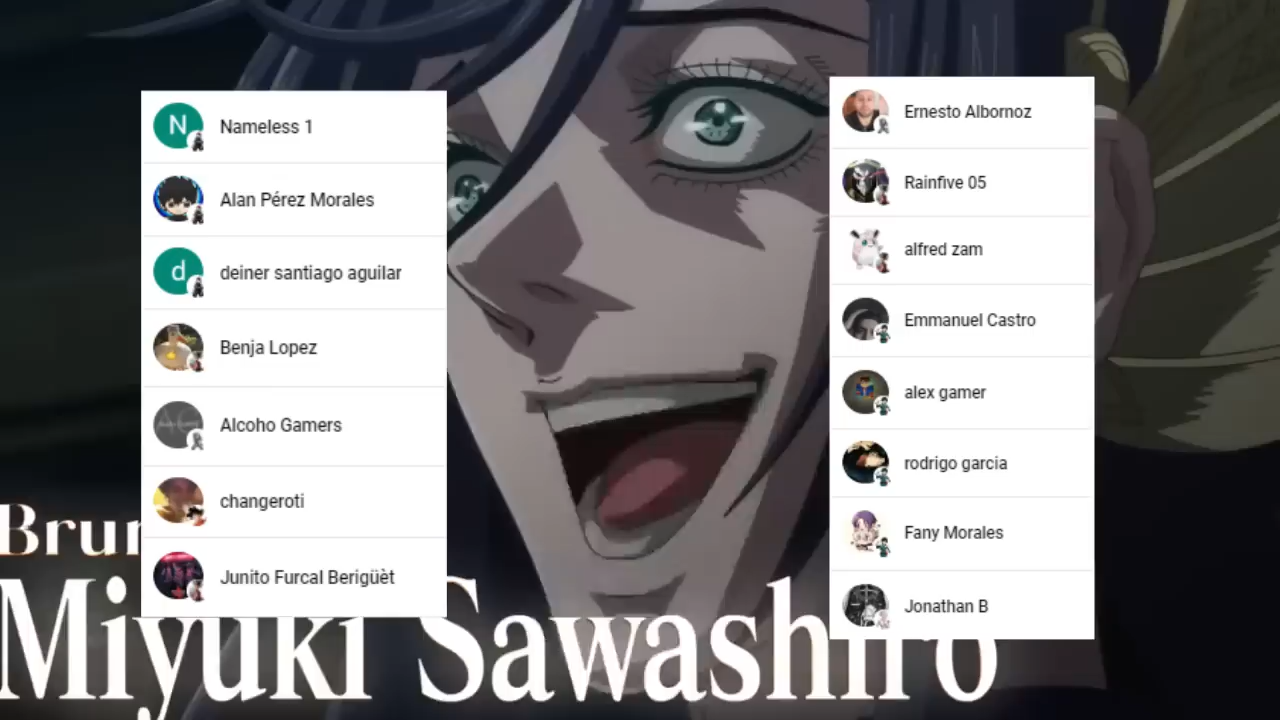 N Nameless 1
Alan Pérez Morales
d deiner santiago aguilar
Benja Lopez
Alcoho Gamers
changeroti
Junito Furcal Berigüèt
Ernesto Albornoz
Rainfive 05
alfred zam
Emmanuel Castro
alex gamer
rodrigo garcia
Fany Morales
Jonathan B
Brun
Miyuki Sawashiro